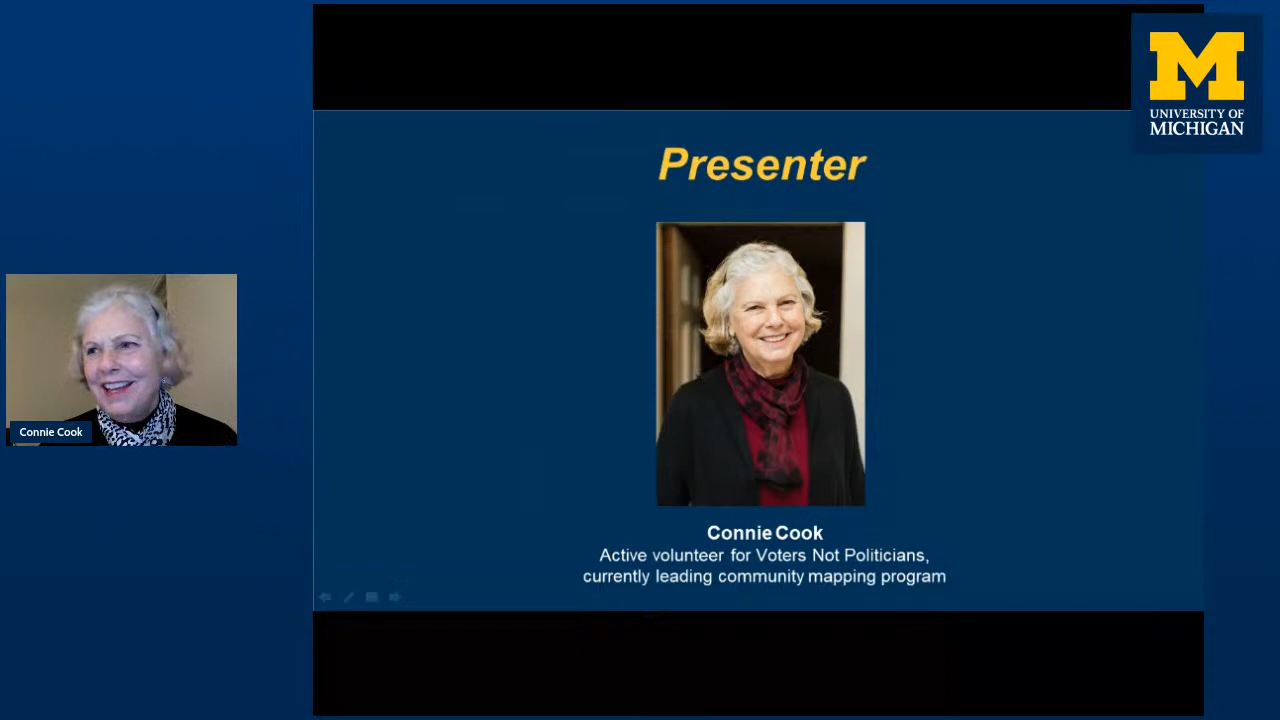 M
UNIVERSITY OF
MICHIGAN
Presenter
Connie Cook
Connie Cook
Active volunteer for Voters Not Politicians,
currently leading community mapping program